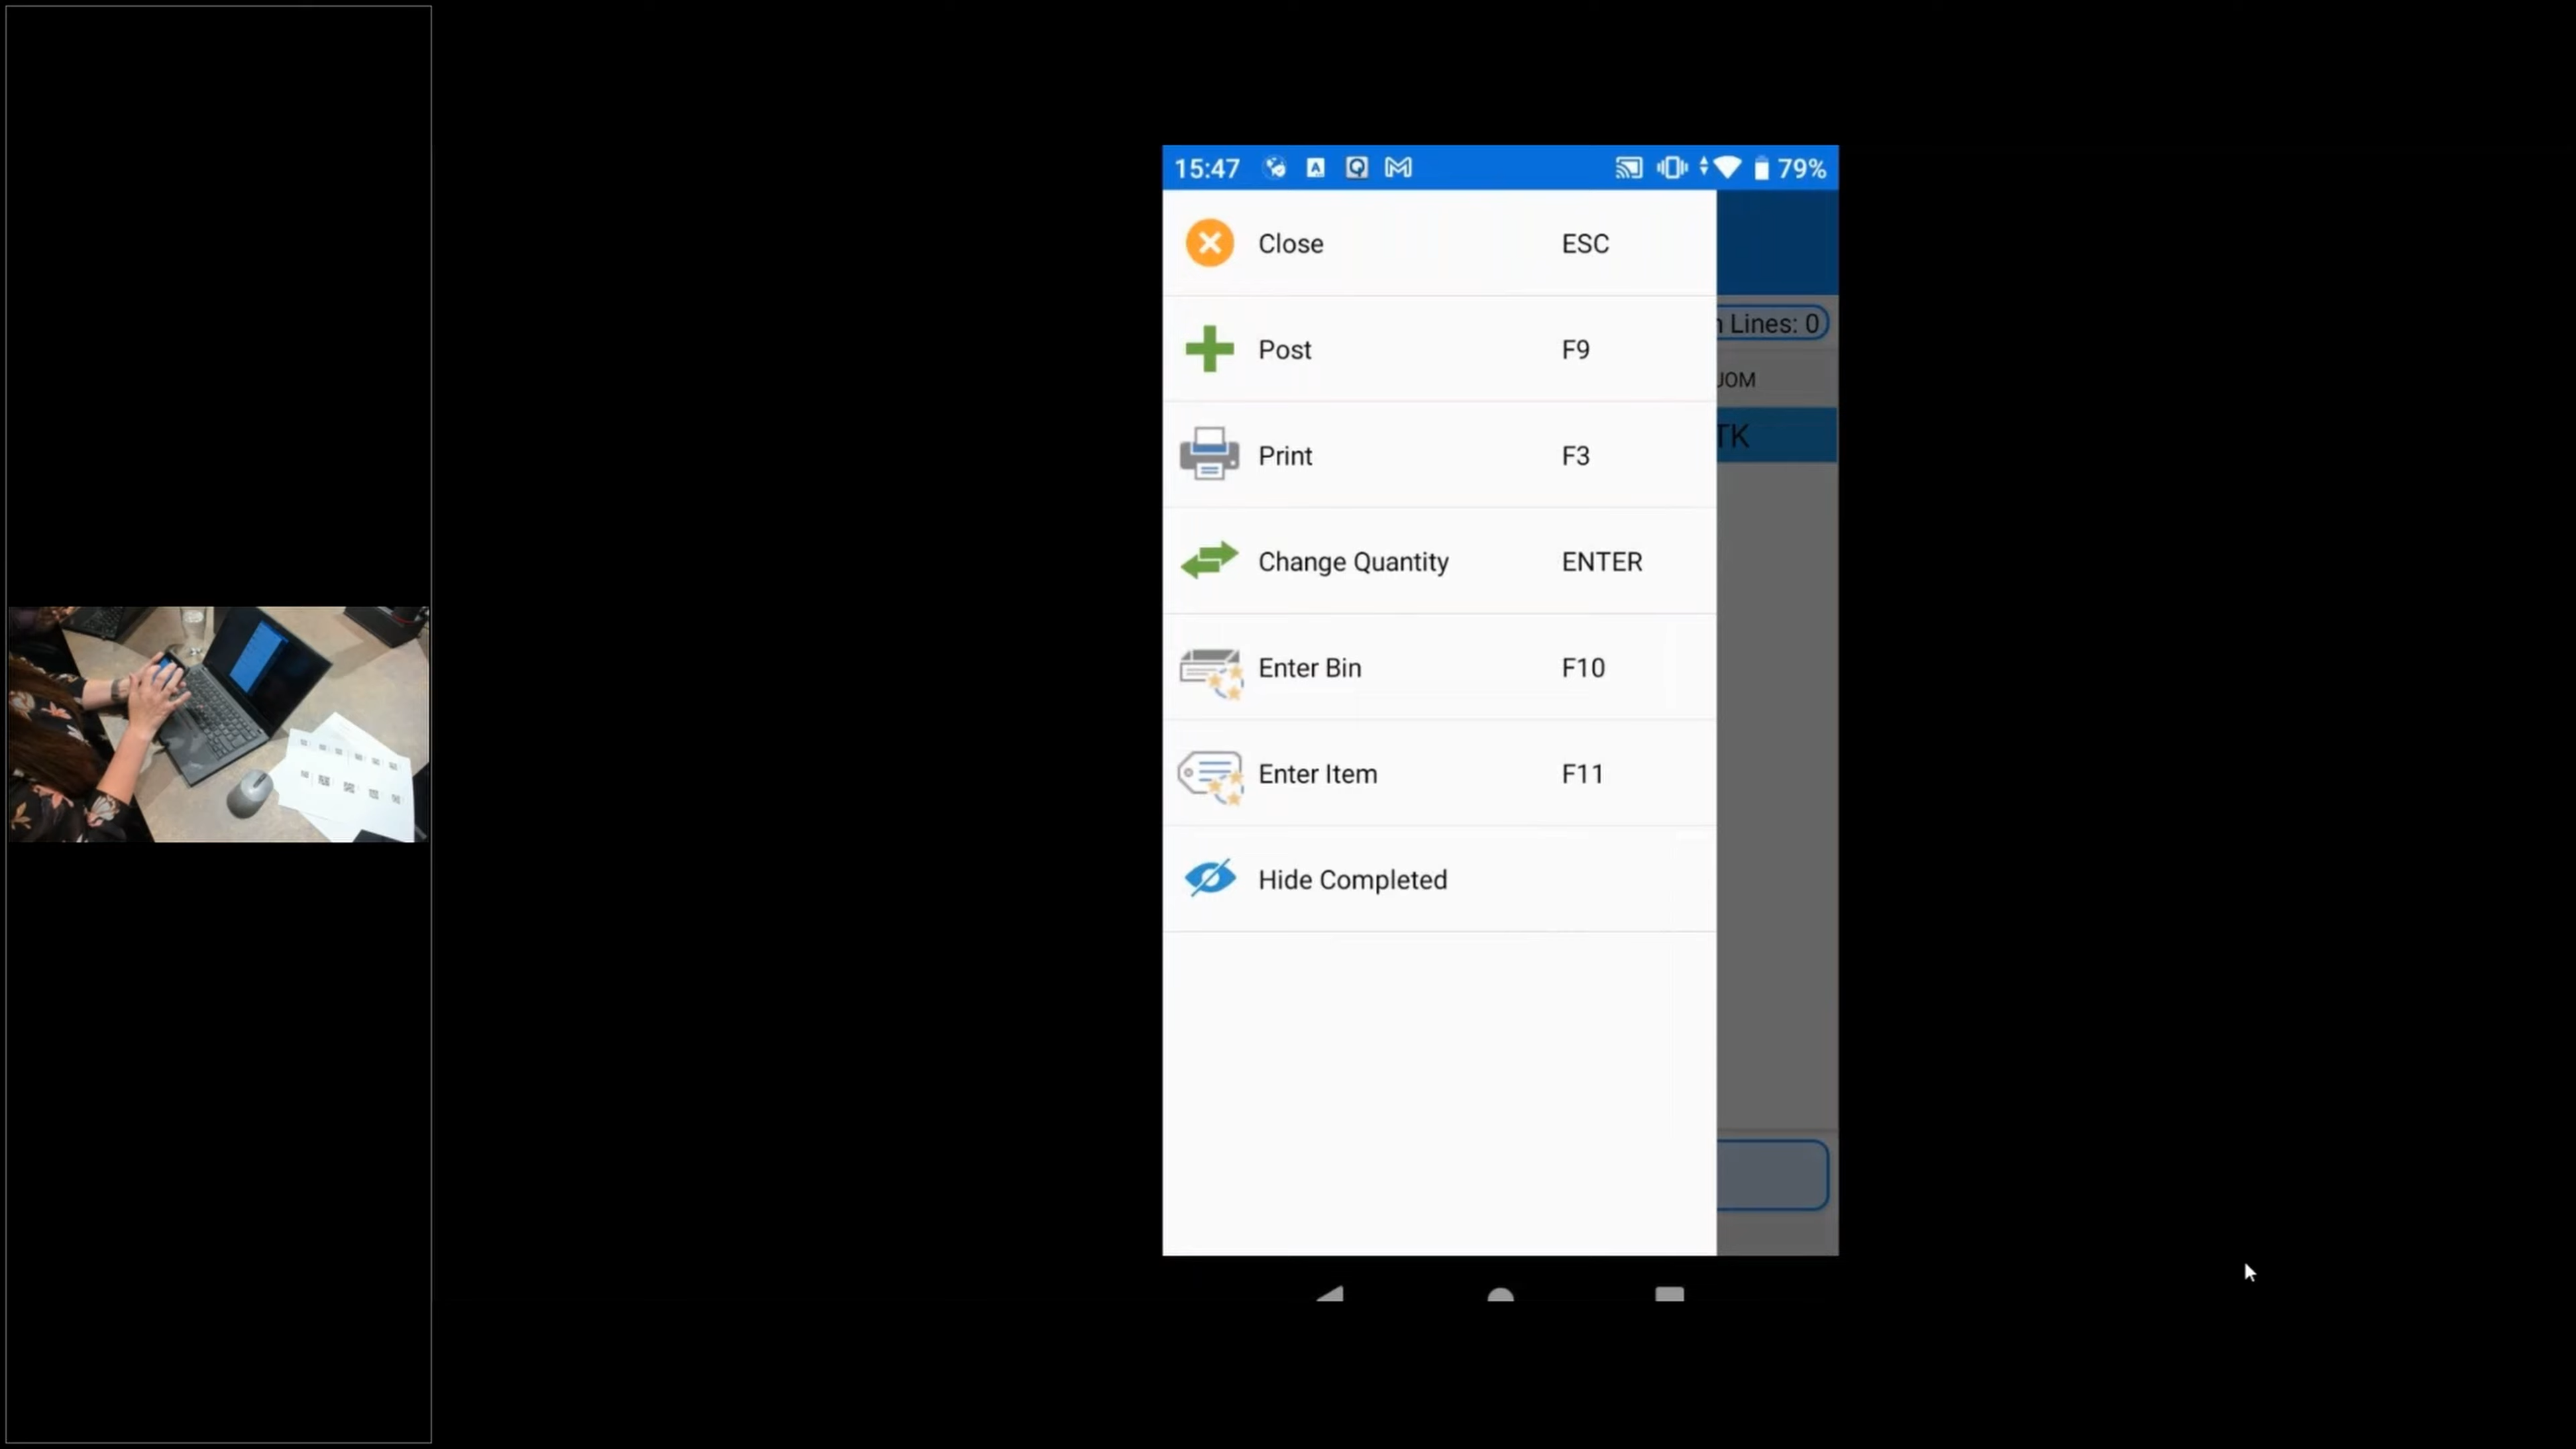 15:47 79%
Close ESC
Post F9
Print F3
Change Quantity ENTER
Enter Bin F10
Enter Item F11
Hide Completed
Lines: 0
TK